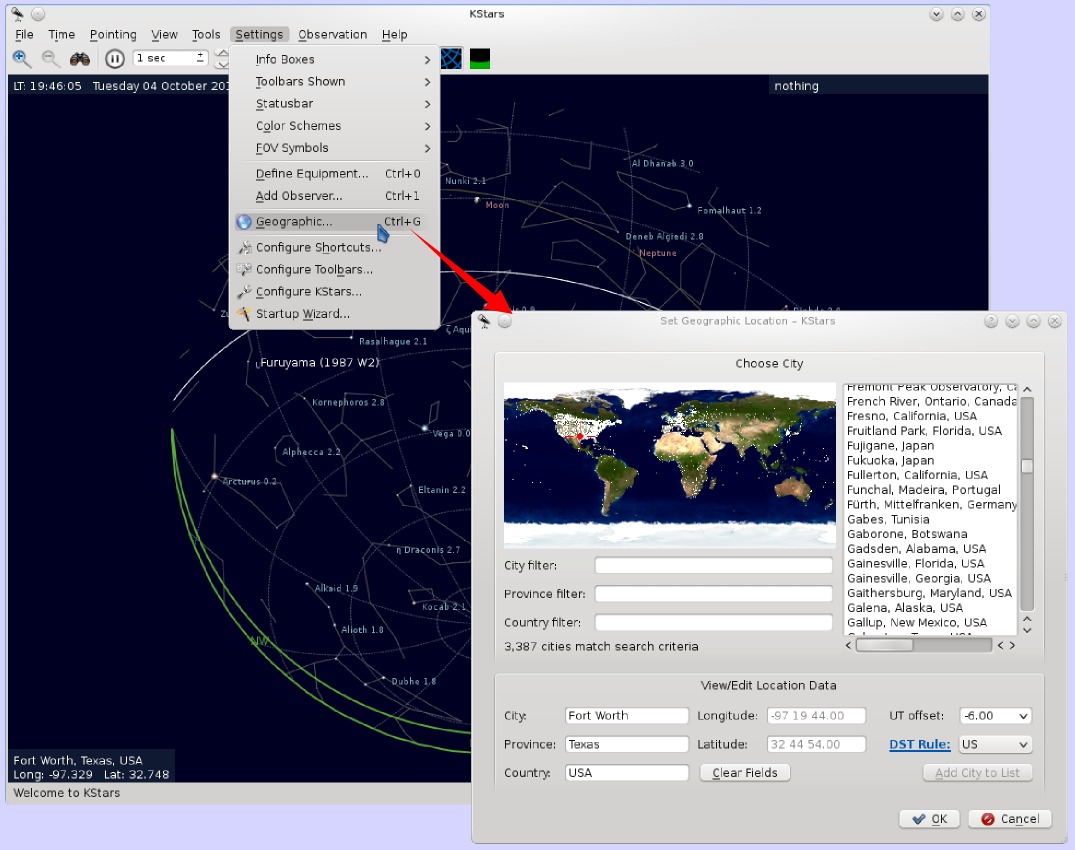 KStars
File Time Pointing View Tools Settings Observation Help
1 sec
LT: 19:46:05 Tuesday 04 October
nothing
Info Boxes
Toolbars Shown
Statusbar
Color Schemes
FOV Symbols
Define Equipment... Ctrl+0
Add Observer... Ctrl+1
Geographic... Ctrl+G
Configure Shortcuts...
Configure Toolbars...
Configure KStars...
Startup Wizard...
Al Dhanab 3.0
Nunki 2.1
Moon
Fomalhaut 1.2
Deneb Algiedi 2.8
Neptune
Rasalhague 2.1
Furuyama (1987 W2)
Kornephoros 2.8
Vega 0.0
Alphecca 2.2
Arcturus 0.2
Eltanin 2.2
η Draconis 2.7
Alkaid 1.9
Kocab 2.1
Alioth 1.8
NW
Dubhe 1.8
Fort Worth, Texas, USA
Long: -97.329 Lat: 32.748
Welcome to KStars
Set Geographic Location – KStars
Choose City
Fremont Peak Observatory, Ca
French River, Ontario, Canada
Fresno, California, USA
Fruitland Park, Florida, USA
Fujigane, Japan
Fukuoka, Japan
Fullerton, California, USA
Funchal, Madeira, Portugal
Fürth, Mittelfranken, Germany
Gabes, Tunisia
Gaborone, Botswana
Gadsden, Alabama, USA
Gainesville, Florida, USA
Gainesville, Georgia, USA
Gaithersburg, Maryland, USA
Galena, Alaska, USA
Gallup, New Mexico, USA
City filter:
Province filter:
Country filter:
3,387 cities match search criteria
View/Edit Location Data
City: Fort Worth Longitude: -97 19 44.00 UT offset: -6.00
Province: Texas Latitude: 32 44 54.00 DST Rule: US
Country: USA Clear Fields Add City to List
OK Cancel